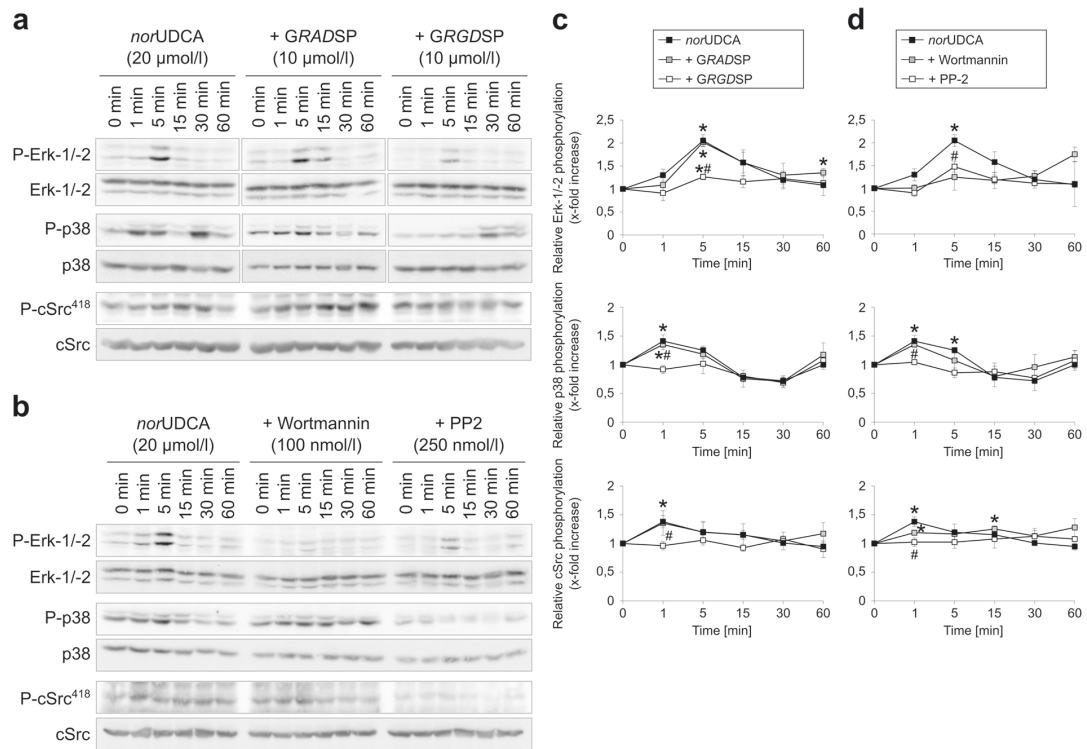 a
norUDCA + GRADSP + GRGDSP
(20 µmol/l) (10 µmol/l) (10 µmol/l)
0 min 1 min 5 min 15 min 30 min 60 min 0 min 1 min 5 min 15 min 30 min 60 min 0 min 1 min 5 min 15 min 30 min 60 min
P-Erk-1/-2
Erk-1/-2
P-p38
p38
P-cSrc418
cSrc
b
norUDCA + Wortmannin + PP2
(20 µmol/l) (100 nmol/l) (250 nmol/l)
0 min 1 min 5 min 15 min 30 min 60 min 0 min 1 min 5 min 15 min 30 min 60 min 0 min 1 min 5 min 15 min 30 min 60 min
P-Erk-1/-2
Erk-1/-2
P-p38
p38
P-cSrc418
cSrc
c
norUDCA
+ GRADSP
+ GRGDSP
Relative Erk-1/-2 phosphorylation
(x-fold increase)
2,5
2
1,5
1
0,5
0
*
*
*#
*
0 1 5 15 30 60
Time [min]
Relative p38 phosphorylation
(x-fold increase)
2
1,5
1
0,5
0
*
*#
0 1 5 15 30 60
Time [min]
Relative cSrc phosphorylation
(x-fold increase)
2
1,5
1
0,5
0
*
#
0 1 5 15 30 60
Time [min]
d
norUDCA
+ Wortmannin
+ PP-2
2,5
2
1,5
1
0,5
0
*
#
0 1 5 15 30 60
Time [min]
2
1,5
1
0,5
0
* *
#
0 1 5 15 30 60
Time [min]
2
1,5
1
0,5
0
* *
*
#
0 1 5 15 30 60
Time [min]